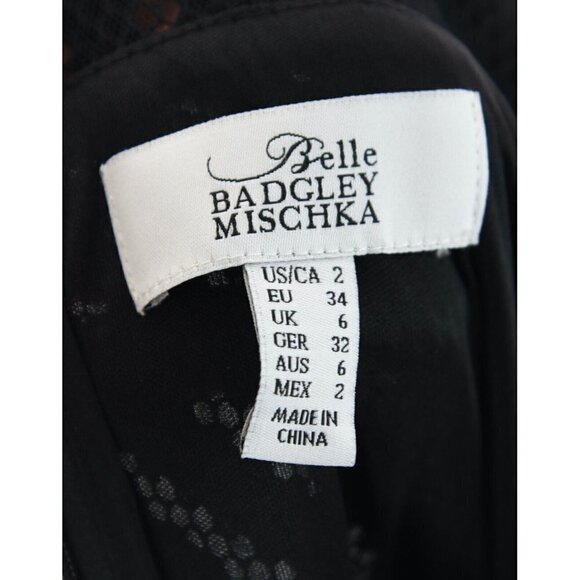 Belle
BADGLEY
MISCHKA
US/CA 2
EU 34
UK 6
GER 32
AUS 6
MEX 2
MADE IN
CHINA